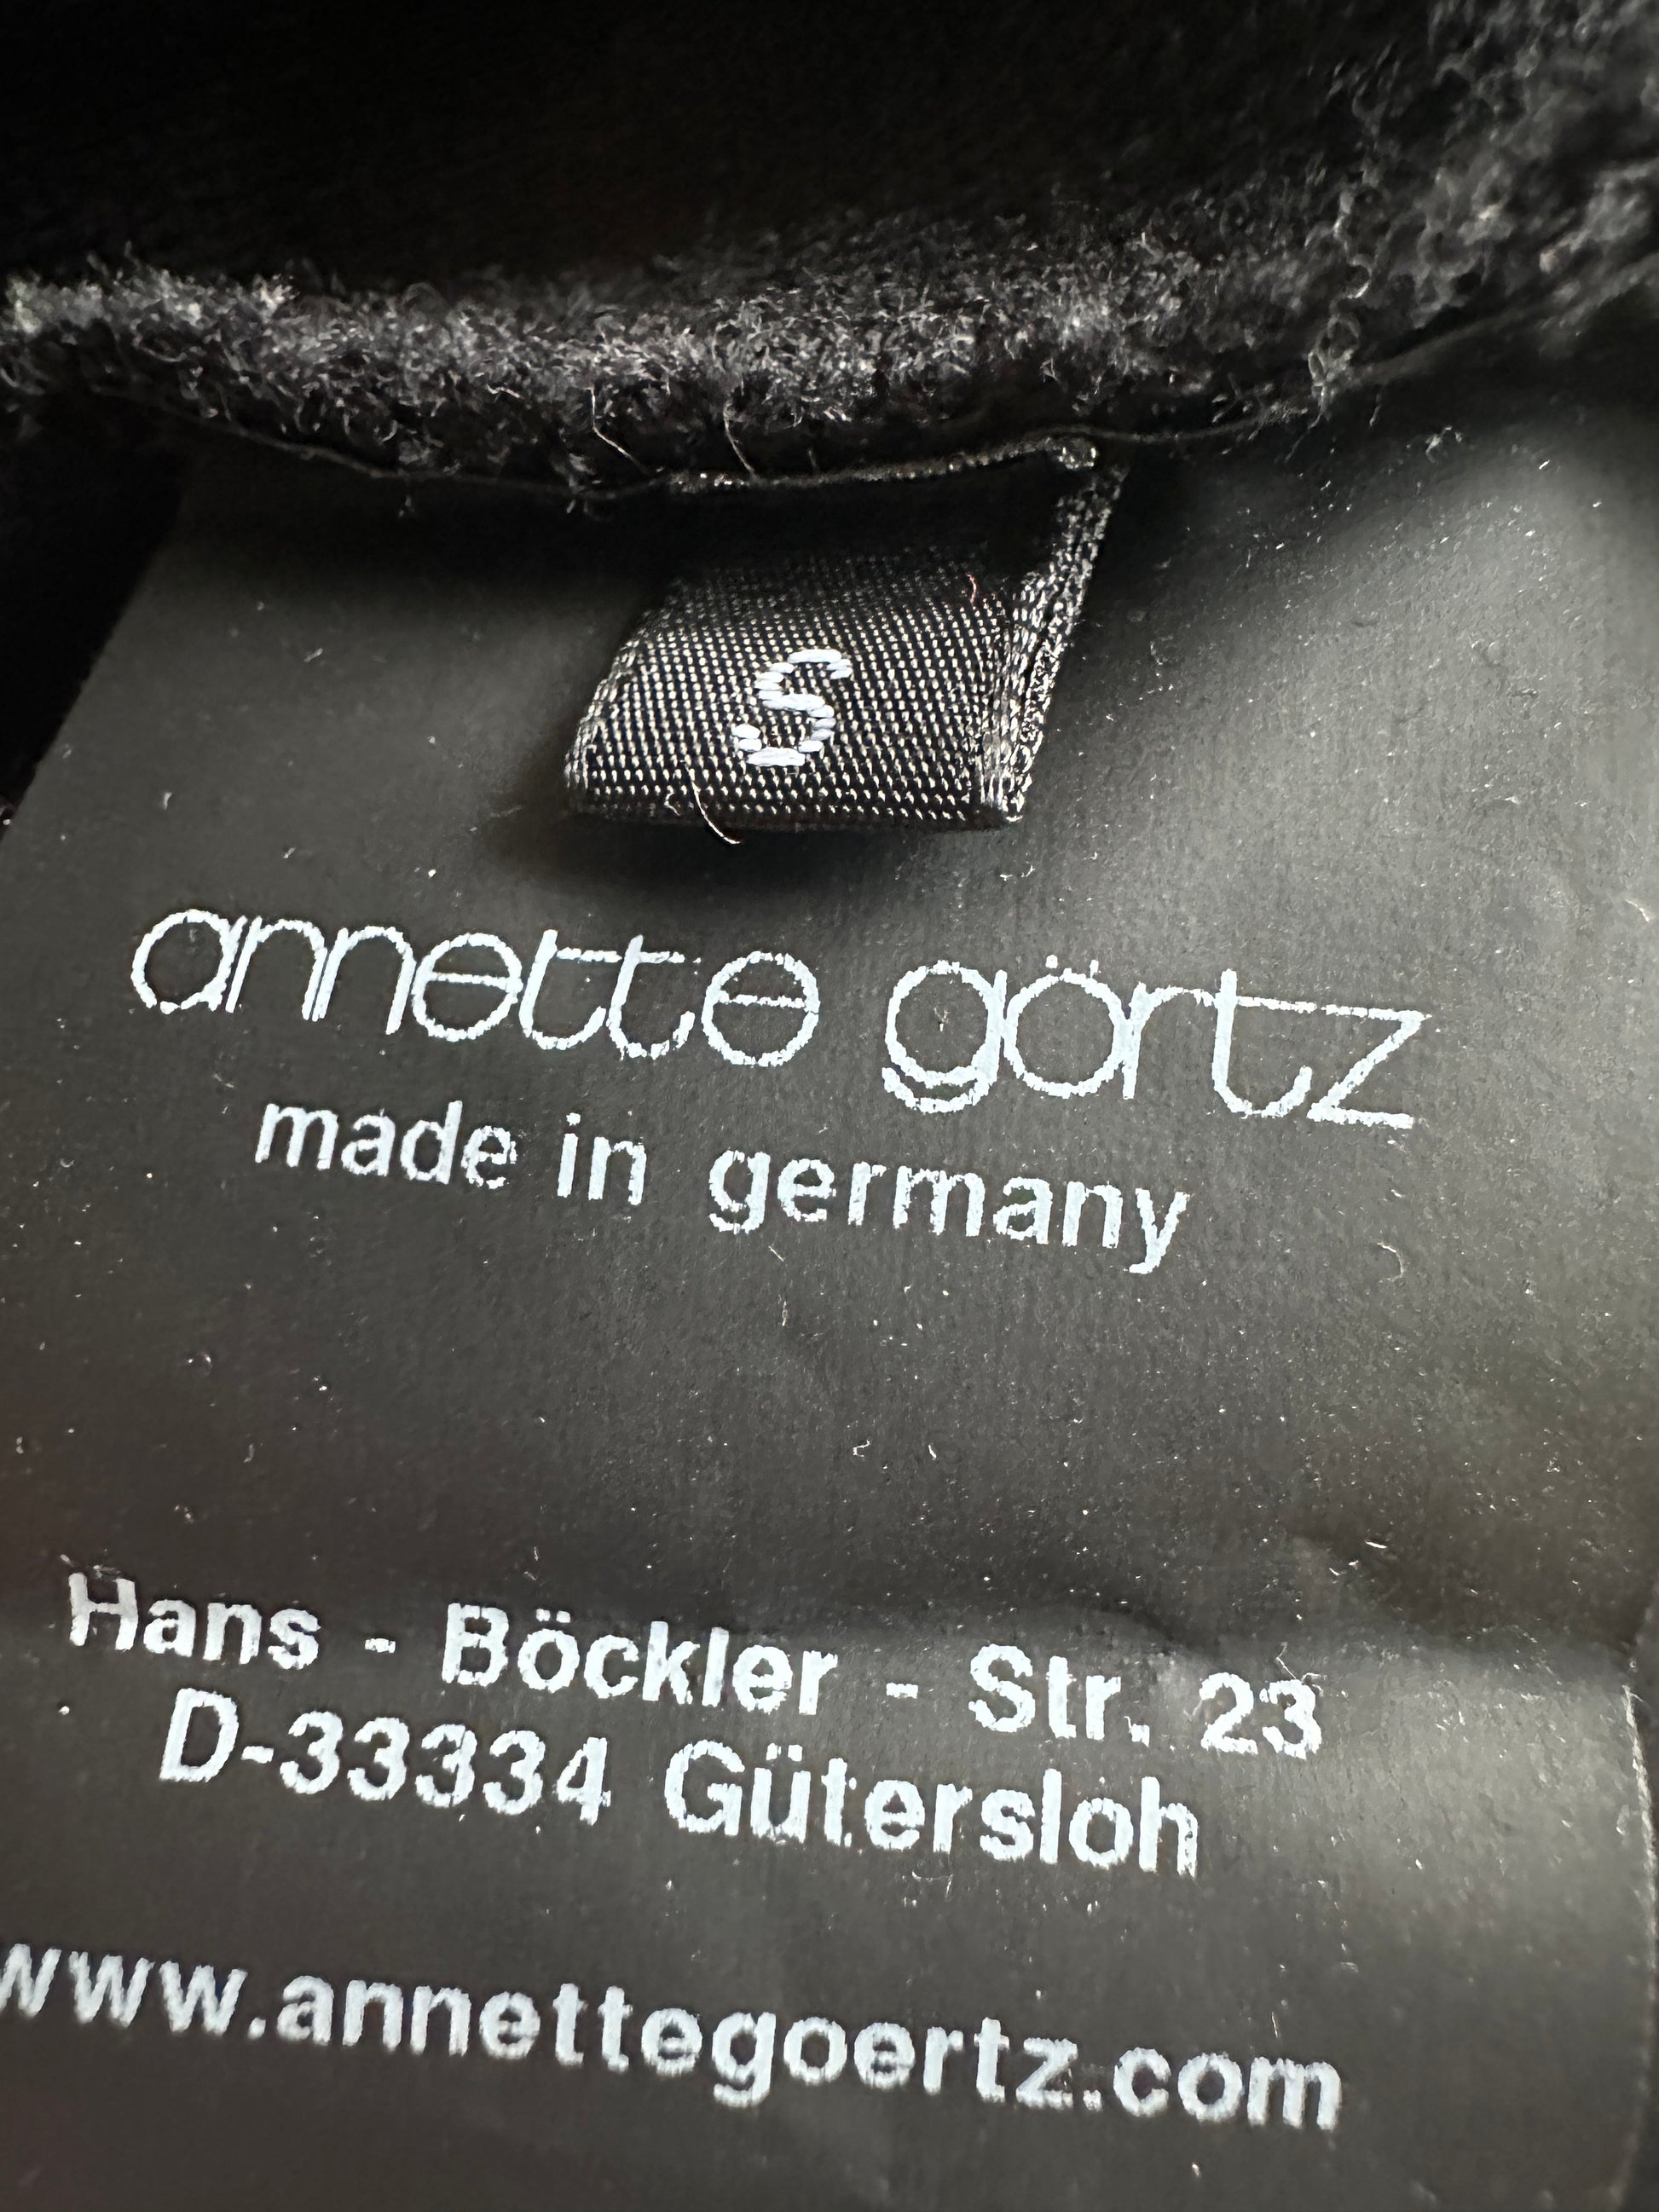 S
annette görtz
made in germany
Hans - Böckler - Str. 23
D-33334 Gütersloh
www.annettegoertz.com